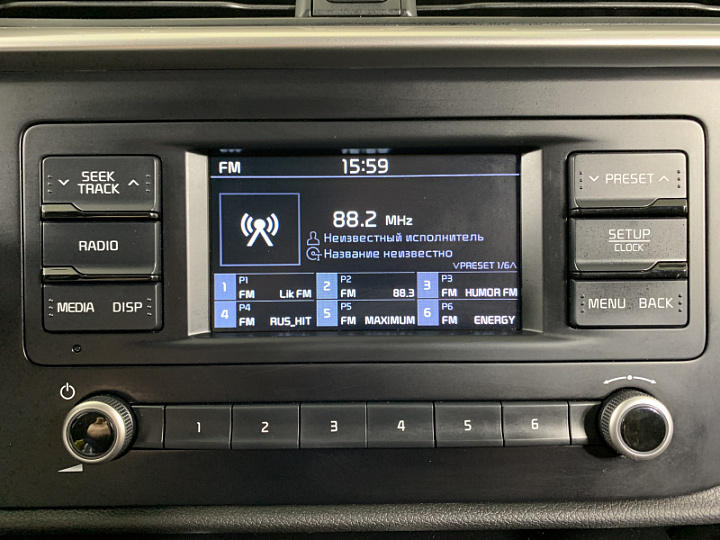 FM 15:59
88.2 MHz
Неизвестный исполнитель
Название неизвестно
PRESET 1/6
1 P1 FM Lik FM
2 P2 FM 88.3
3 P3 FM HUMOR FM
4 P4 FM RUS_HIT
5 P5 FM MAXIMUM
6 P6 FM ENERGY
SEEK
TRACK
RADIO
MEDIA DISP
PRESET
SETUP
CLOCK
MENU BACK
1 2 3 4 5 6